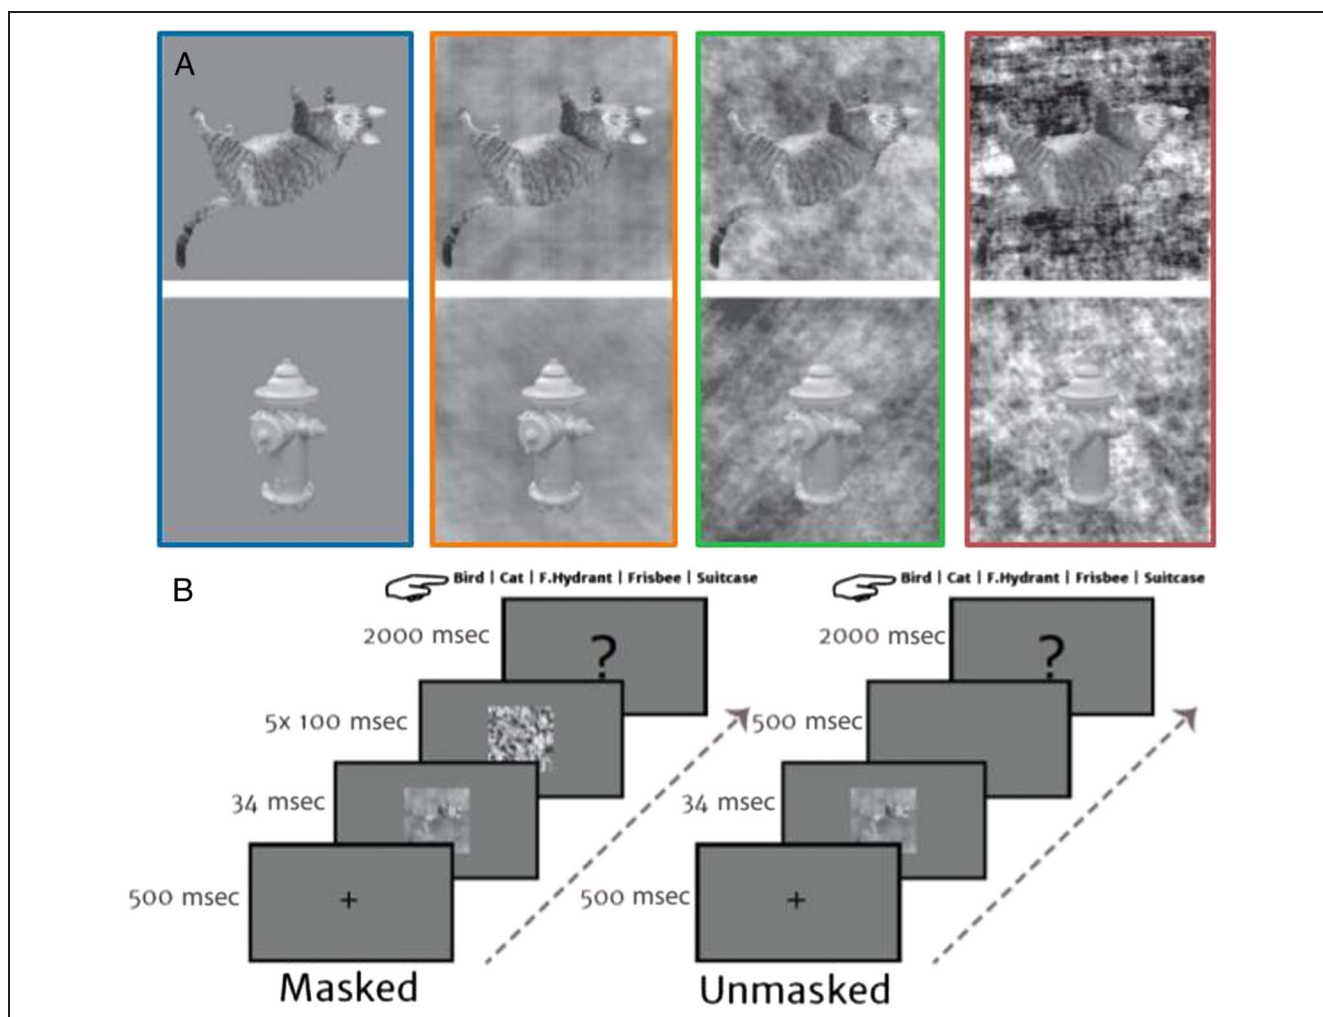 A
B
Bird | Cat | F.Hydrant | Frisbee | Suitcase
2000 msec
?
5x 100 msec
34 msec
500 msec
+
Masked
Bird | Cat | F.Hydrant | Frisbee | Suitcase
2000 msec
?
500 msec
34 msec
500 msec
+
Unmasked